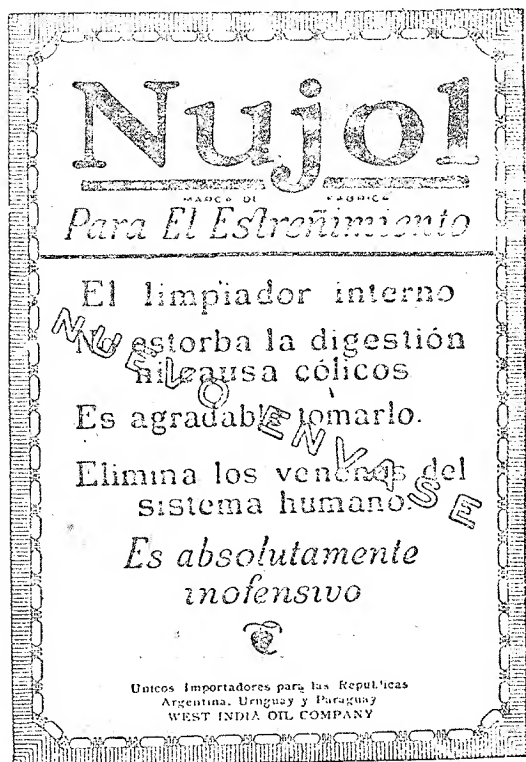 Nujol
MARCA DE FABRICA
Para El Estreñimiento
El limpiador interno
No estorba la digestión
ni causa cólicos
Es agradable tomarlo.
Elimina los venenos del
sistema humano.
Es absolutamente
inofensivo
NUEVO ENVASE
Unicos Importadores para las Republicas
Argentina, Uruguay y Paraguay
WEST INDIA OIL COMPANY